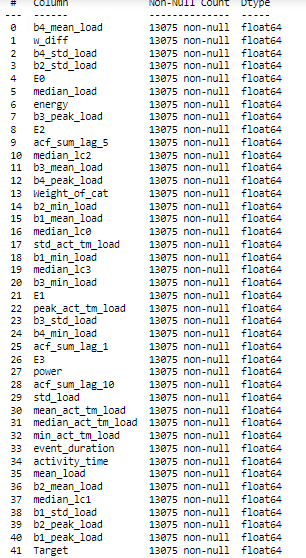 #   Column   Non-Null Count   Dtype
---  ------   --------------   -----
0   b4_mean_load   13075 non-null   float64
1   w_diff   13075 non-null   float64
2   b4_std_load   13075 non-null   float64
3   b2_std_load   13075 non-null   float64
4   E0   13075 non-null   float64
5   median_load   13075 non-null   float64
6   energy   13075 non-null   float64
7   b3_peak_load   13075 non-null   float64
8   E2   13075 non-null   float64
9   acf_sum_lag_5   13075 non-null   float64
10   median_lc2   13075 non-null   float64
11   b3_mean_load   13075 non-null   float64
12   b4_peak_load   13075 non-null   float64
13   Weight_of_cat   13075 non-null   float64
14   b2_min_load   13075 non-null   float64
15   b1_mean_load   13075 non-null   float64
16   median_lc0   13075 non-null   float64
17   std_act_tm_load   13075 non-null   float64
18   b1_min_load   13075 non-null   float64
19   median_lc3   13075 non-null   float64
20   b3_min_load   13075 non-null   float64
21   E1   13075 non-null   float64
22   peak_act_tm_load   13075 non-null   float64
23   b3_std_load   13075 non-null   float64
24   b4_min_load   13075 non-null   float64
25   acf_sum_lag_1   13075 non-null   float64
26   E3   13075 non-null   float64
27   power   13075 non-null   float64
28   acf_sum_lag_10   13075 non-null   float64
29   std_load   13075 non-null   float64
30   mean_act_tm_load   13075 non-null   float64
31   median_act_tm_load   13075 non-null   float64
32   min_act_tm_load   13075 non-null   float64
33   event_duration   13075 non-null   float64
34   activity_time   13075 non-null   float64
35   mean_load   13075 non-null   float64
36   b2_mean_load   13075 non-null   float64
37   median_lc1   13075 non-null   float64
38   b1_std_load   13075 non-null   float64
39   b2_peak_load   13075 non-null   float64
40   b1_peak_load   13075 non-null   float64
41   Target   13075 non-null   float64